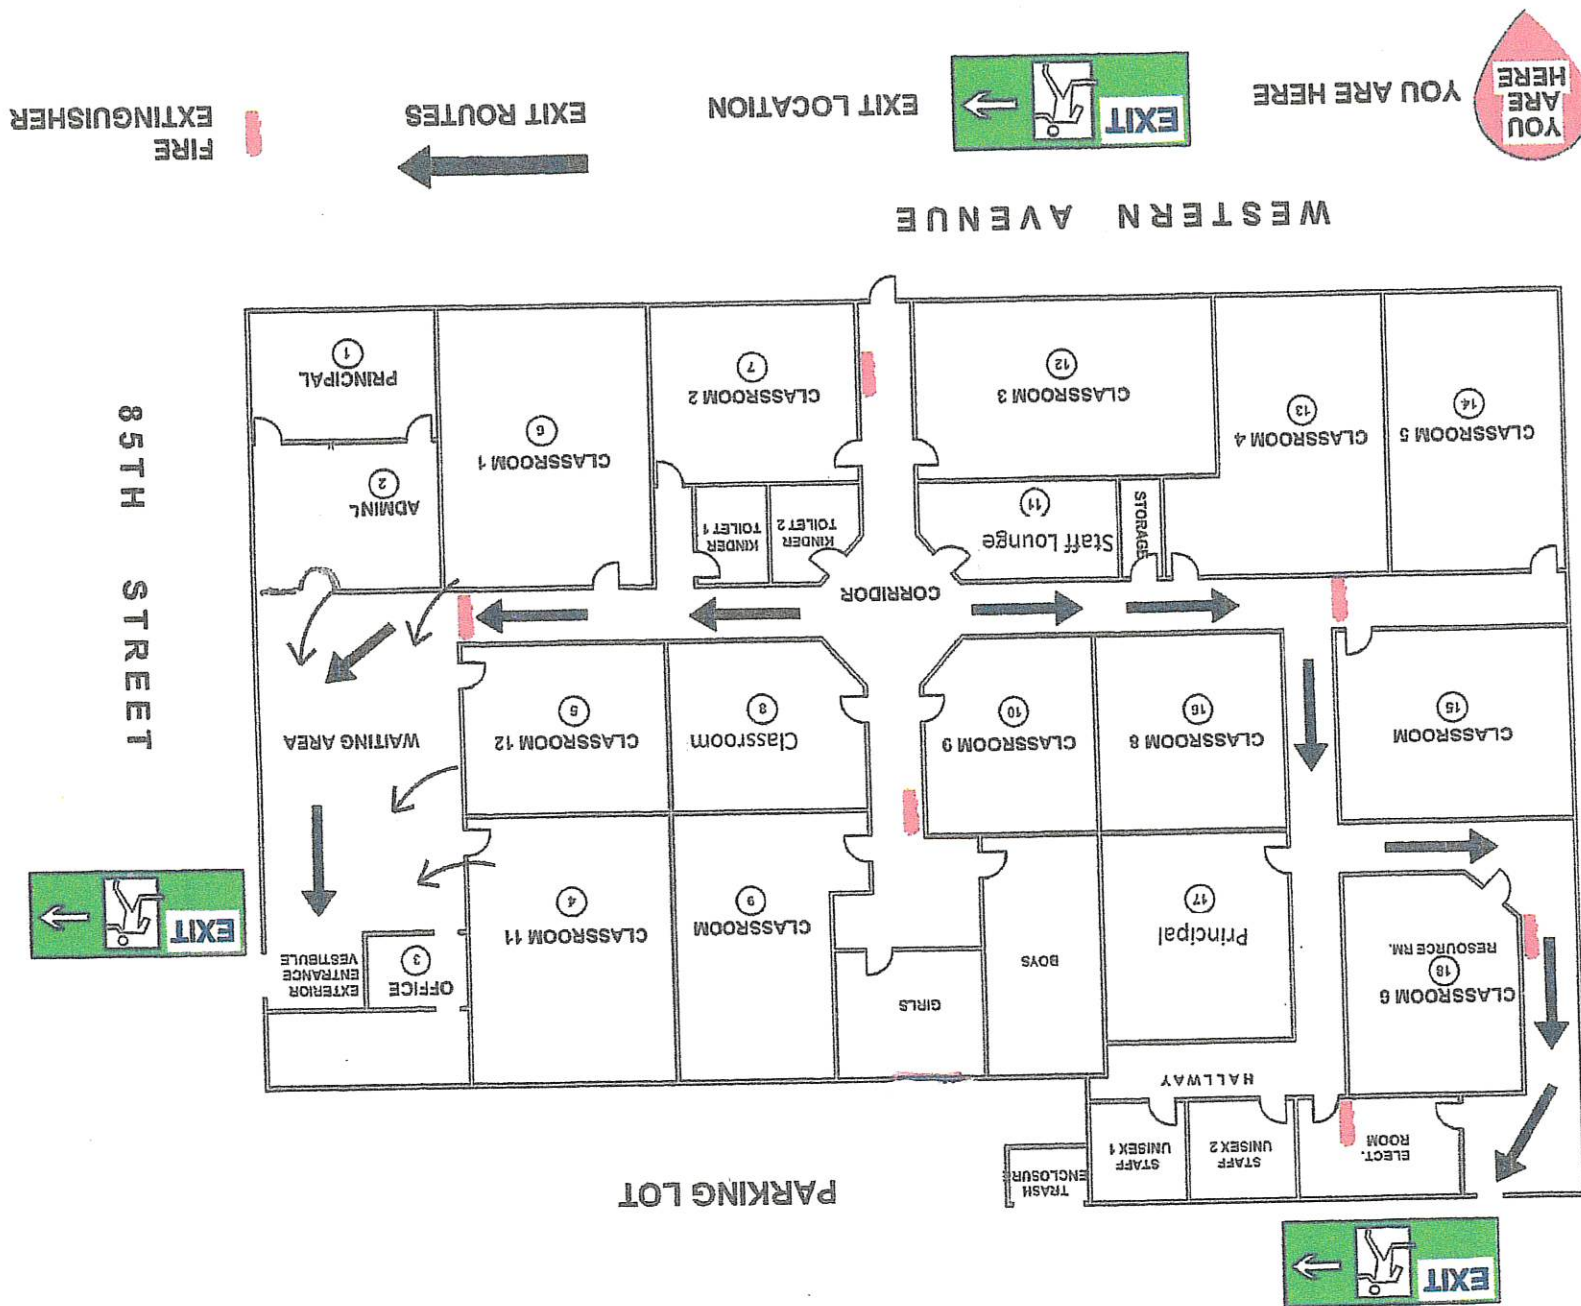 EXIT
PARKING LOT
TRASH
ENCLOSURE
ELECT.
ROOM
STAFF
UNISEX 2
STAFF
UNISEX 1
HALLWAY
CLASSROOM 6
18
RESOURCE RM.
Principal
17
BOYS
GIRLS
CLASSROOM
9
CLASSROOM 11
4
OFFICE
3
EXTERIOR
ENTRANCE
VESTIBULE
EXIT
CLASSROOM
15
CLASSROOM 8
16
CLASSROOM 9
10
Classroom
8
CLASSROOM 12
5
WAITING AREA
CORRIDOR
CLASSROOM 5
14
CLASSROOM 4
13
STORAGE
Staff Lounge
11
CLASSROOM 3
12
KINDER
TOILET 2
KINDER
TOILET 1
CLASSROOM 2
7
CLASSROOM 1
6
ADMIN.
2
PRINCIPAL
1
85TH STREET
WESTERN AVENUE
YOU
ARE
HERE
YOU ARE HERE
EXIT
EXIT LOCATION
EXIT ROUTES
FIRE
EXTINGUISHER